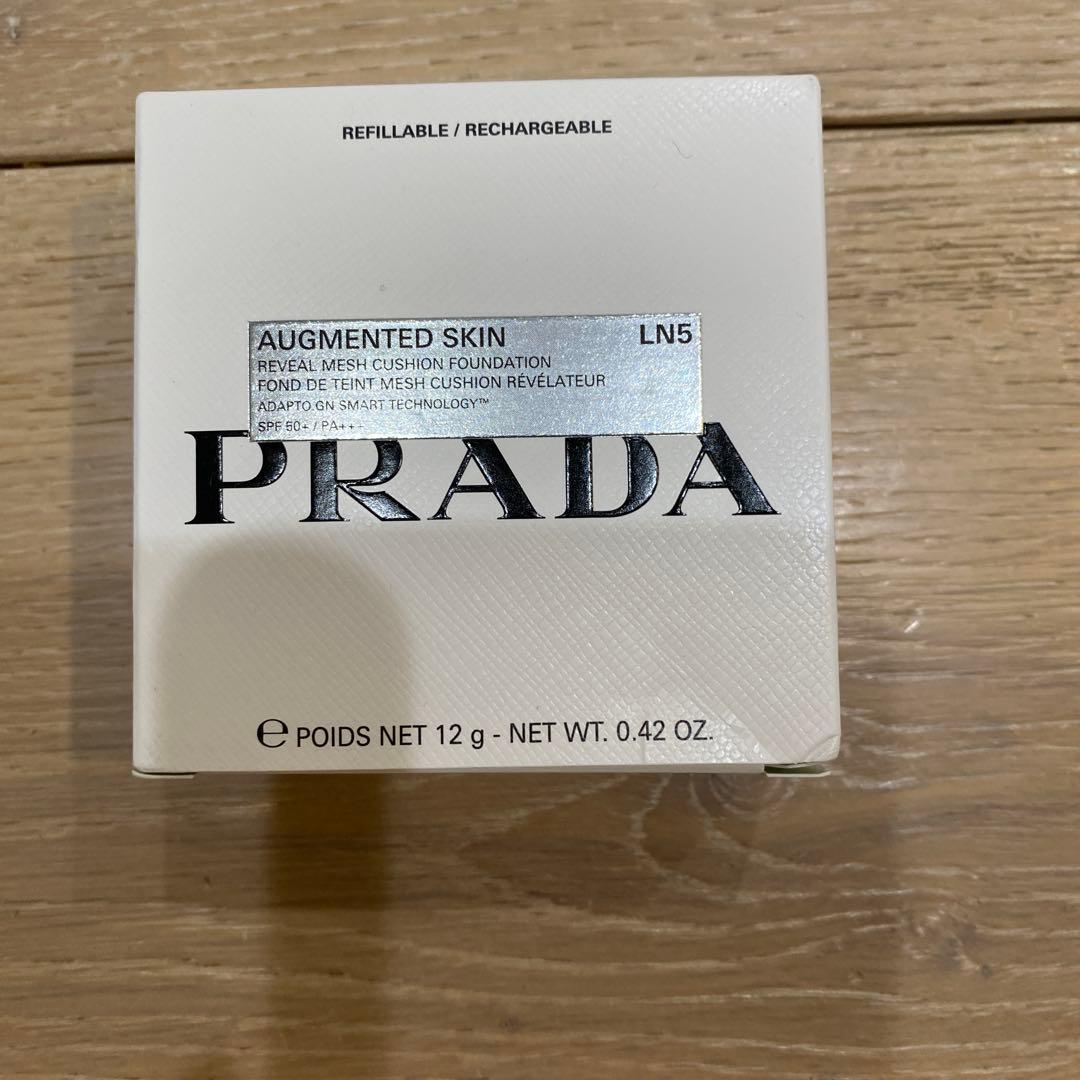 REFILLABLE / RECHARGEABLE
AUGMENTED SKIN LN5
REVEAL MESH CUSHION FOUNDATION
FOND DE TEINT MESH CUSHION RÉVÉLATEUR
ADAPTO.GN SMART TECHNOLOGY™
SPF 50+ / PA+++
PRADA
℮ POIDS NET 12 g - NET WT. 0.42 OZ.